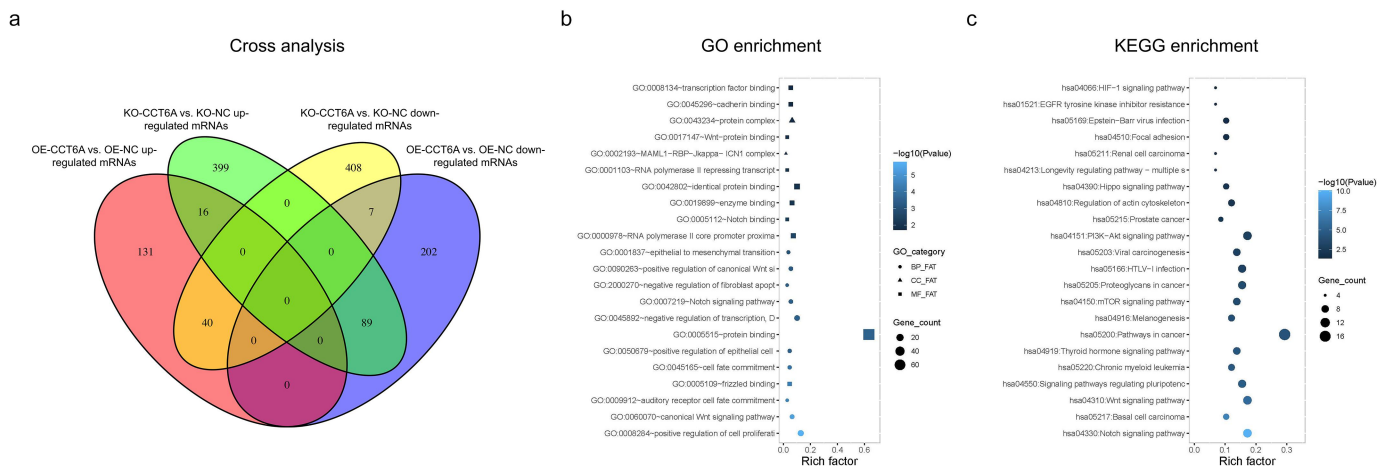 a
Cross analysis
KO-CCT6A vs. KO-NC up-
regulated mRNAs
KO-CCT6A vs. KO-NC down-
regulated mRNAs
OE-CCT6A vs. OE-NC up-
regulated mRNAs
OE-CCT6A vs. OE-NC down-
regulated mRNAs
399
408
0
16
7
131
0
0
202
0
40
89
0
0
0
b
GO enrichment
GO:0008134~transcription factor binding
GO:0045296~cadherin binding
GO:0043234~protein complex
GO:0017147~Wnt−protein binding
GO:0002193~MAML1−RBP−Jkappa− ICN1 complex
GO:0001103~RNA polymerase II repressing transcript
GO:0042802~identical protein binding
GO:0019899~enzyme binding
GO:0005112~Notch binding
GO:0000978~RNA polymerase II core promoter proxima
GO:0001837~epithelial to mesenchymal transition
GO:0090263~positive regulation of canonical Wnt si
GO:2000270~negative regulation of fibroblast apopt
GO:0007219~Notch signaling pathway
GO:0045892~negative regulation of transcription, D
GO:0005515~protein binding
GO:0050679~positive regulation of epithelial cell
GO:0045165~cell fate commitment
GO:0005109~frizzled binding
GO:0009912~auditory receptor cell fate commitment
GO:0060070~canonical Wnt signaling pathway
GO:0008284~positive regulation of cell proliferati
0.0 0.2 0.4 0.6
Rich factor
−log10(Pvalue)
5
4
3
2
GO_category
BP_FAT
CC_FAT
MF_FAT
Gene_count
20
40
60
c
KEGG enrichment
hsa04066:HIF−1 signaling pathway
hsa01521:EGFR tyrosine kinase inhibitor resistance
hsa05169:Epstein−Barr virus infection
hsa04510:Focal adhesion
hsa05211:Renal cell carcinoma
hsa04213:Longevity regulating pathway − multiple s
hsa04390:Hippo signaling pathway
hsa04810:Regulation of actin cytoskeleton
hsa05215:Prostate cancer
hsa04151:PI3K−Akt signaling pathway
hsa05203:Viral carcinogenesis
hsa05166:HTLV−I infection
hsa05205:Proteoglycans in cancer
hsa04150:mTOR signaling pathway
hsa04916:Melanogenesis
hsa05200:Pathways in cancer
hsa04919:Thyroid hormone signaling pathway
hsa05220:Chronic myeloid leukemia
hsa04550:Signaling pathways regulating pluripotenc
hsa04310:Wnt signaling pathway
hsa05217:Basal cell carcinoma
hsa04330:Notch signaling pathway
0.0 0.1 0.2 0.3
Rich factor
−log10(Pvalue)
10.0
7.5
5.0
2.5
Gene_count
4
8
12
16